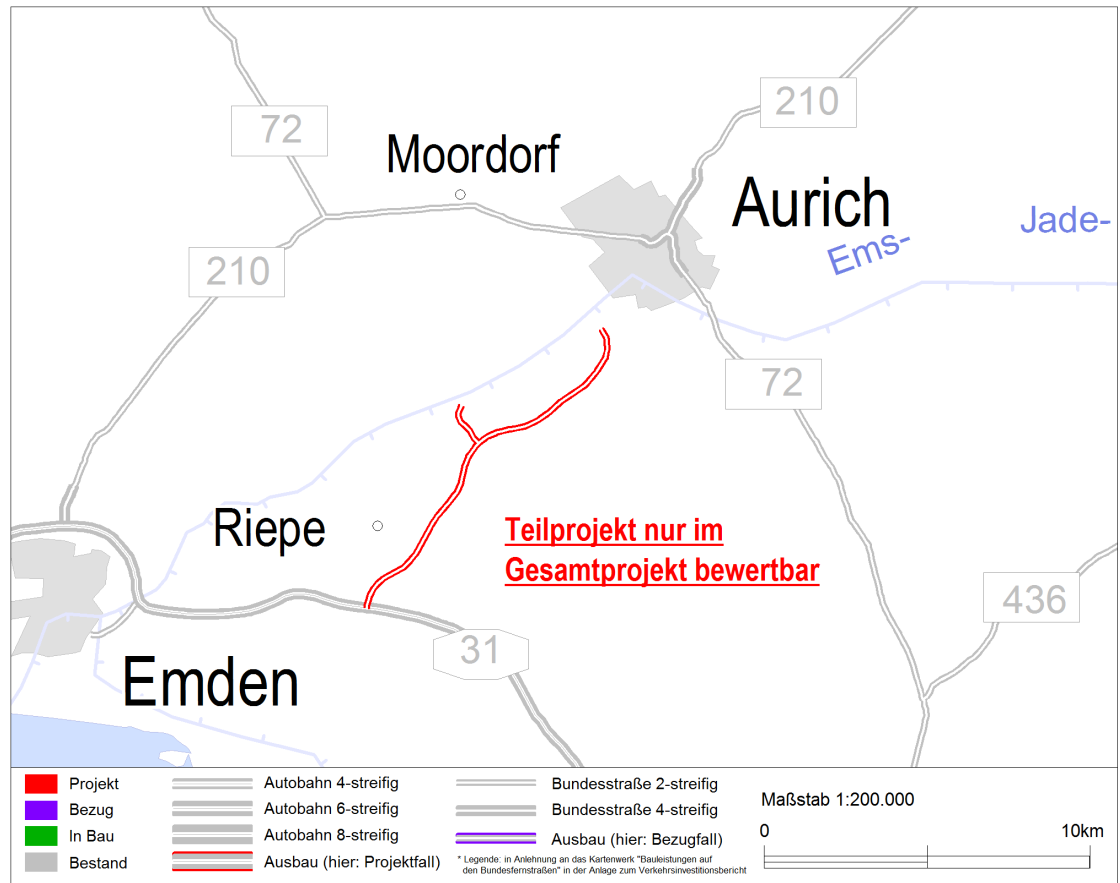 72
210
Moordorf
Aurich
Jade-
Ems-
210
72
Riepe
Teilprojekt nur im
Gesamtprojekt bewertbar
436
31
Emden
Projekt
Bezug
In Bau
Bestand
Autobahn 4-streifig
Autobahn 6-streifig
Autobahn 8-streifig
Ausbau (hier: Projektfall)
Bundesstraße 2-streifig
Bundesstraße 4-streifig
Ausbau (hier: Bezugfall)
* Legende: in Anlehnung an das Kartenwerk "Bauleistungen auf
den Bundesfernstraßen" in der Anlage zum Verkehrsinvestitionsbericht
Maßstab 1:200.000
0 10km